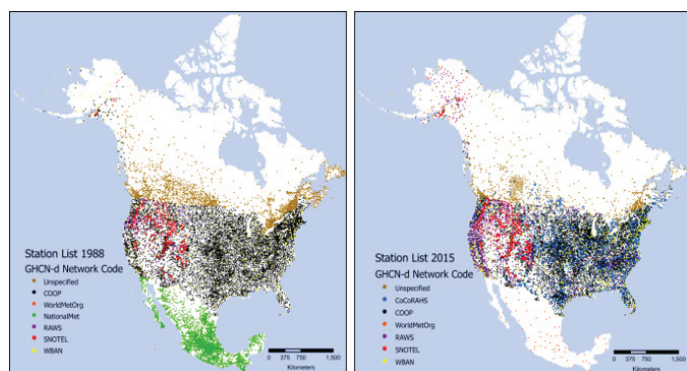 Station List 1988
GHCN-d Network Code
Unspecified
COOP
WorldMetOrg
NationalMet
RAWS
SNOTEL
WBAN
0 375 750 1,500
Kilometers
Station List 2015
GHCN-d Network Code
Unspecified
CoCoRAHS
COOP
WorldMetOrg
RAWS
SNOTEL
WBAN
0 375 750 1,500
Kilometers